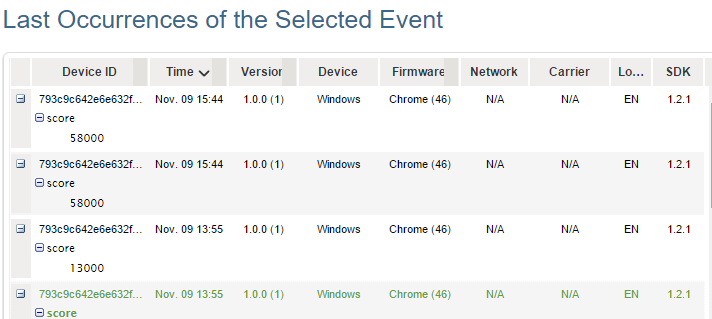 Last Occurrences of the Selected Event
Device ID Time Version Device Firmware Network Carrier Lo... SDK
793c9c642e6e632f... Nov. 09 15:44 1.0.0 (1) Windows Chrome (46) N/A N/A EN 1.2.1
score
58000
793c9c642e6e632f... Nov. 09 15:44 1.0.0 (1) Windows Chrome (46) N/A N/A EN 1.2.1
score
58000
793c9c642e6e632f... Nov. 09 13:55 1.0.0 (1) Windows Chrome (46) N/A N/A EN 1.2.1
score
13000
793c9c642e6e632f... Nov. 09 13:55 1.0.0 (1) Windows Chrome (46) N/A N/A EN 1.2.1
score